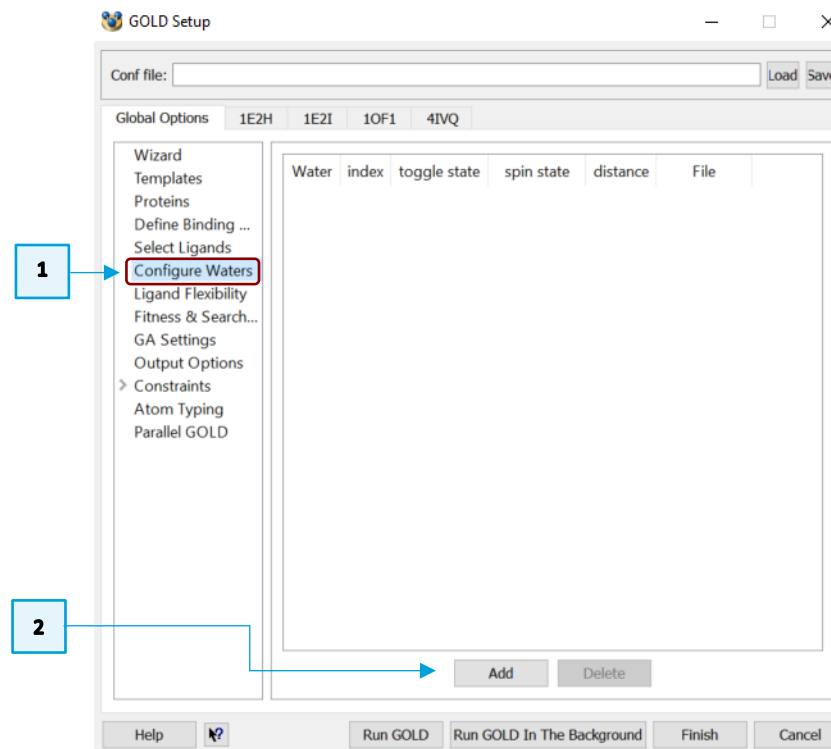 GOLD Setup
Conf file:
Load Save
Global Options 1E2H 1E2I 1OF1 4IVQ
Wizard
Templates
Proteins
Define Binding ...
Select Ligands
Configure Waters
Ligand Flexibility
Fitness & Search...
GA Settings
Output Options
Constraints
Atom Typing
Parallel GOLD
Water index toggle state spin state distance File
1
2
Add Delete
Help Run GOLD Run GOLD In The Background Finish Cancel